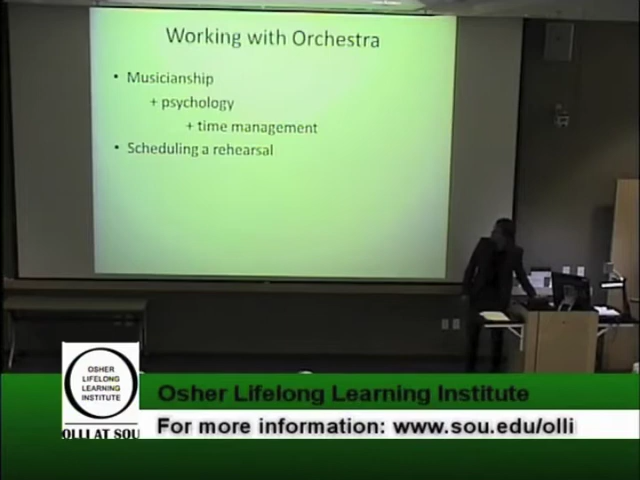 Working with Orchestra
• Musicianship
+ psychology
+ time management
• Scheduling a rehearsal
OSHER
LIFELONG
LEARNING
INSTITUTE
OLLI AT SOU
Osher Lifelong Learning Institute
For more information: www.sou.edu/olli